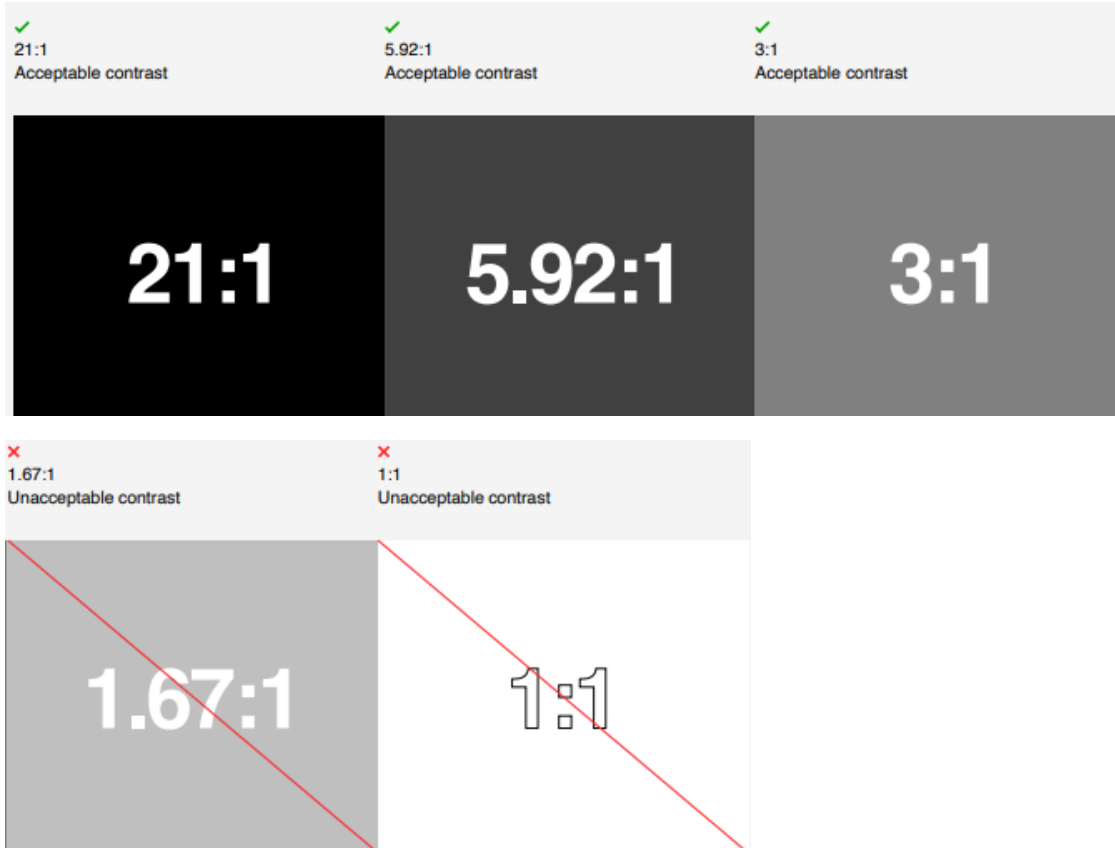 21:1
Acceptable contrast
5.92:1
Acceptable contrast
3:1
Acceptable contrast
21:1
5.92:1
3:1
1.67:1
Unacceptable contrast
1:1
Unacceptable contrast
1.67:1
1:1